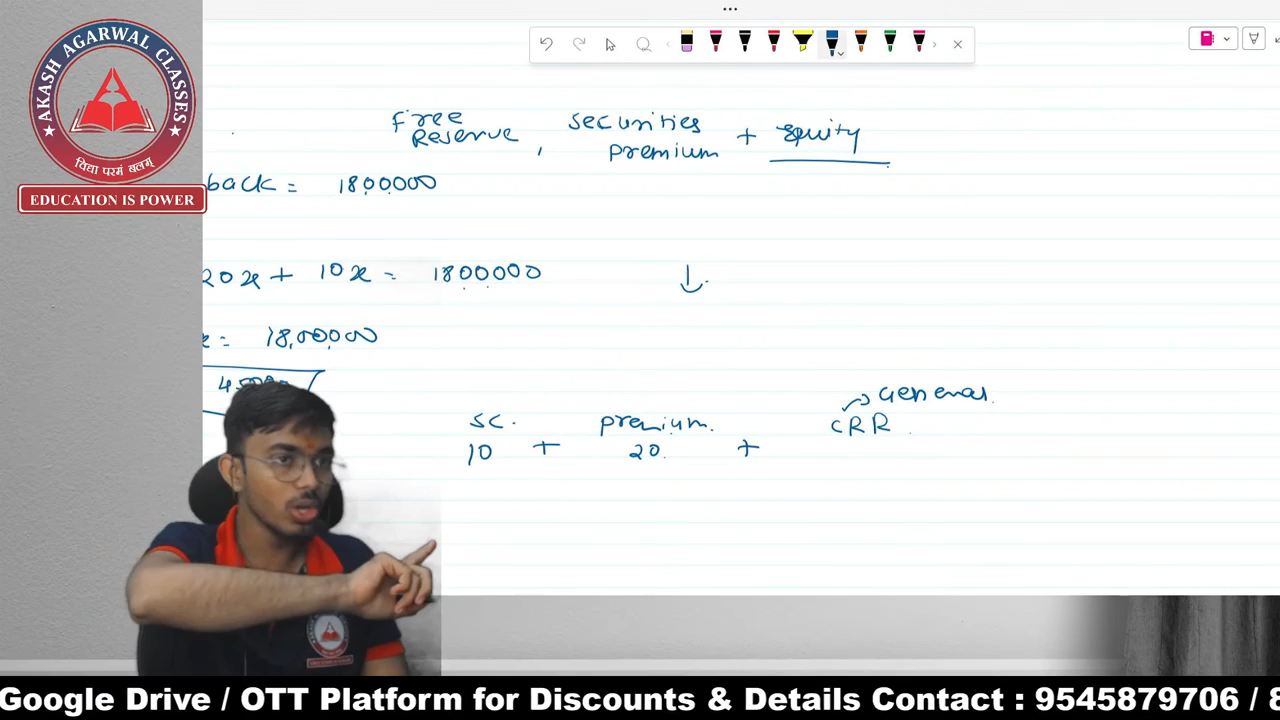 AKASH AGARWAL CLASSES
विद्या परमं बलम्
EDUCATION IS POWER
Free Reserve, securities premium + equity
back = 1800000
20x + 10x = 1800000
x = 18,00000
SC. premium. CRR General.
10 + 20. +
Google Drive / OTT Platform for Discounts & Details Contact : 9545879706 / 8